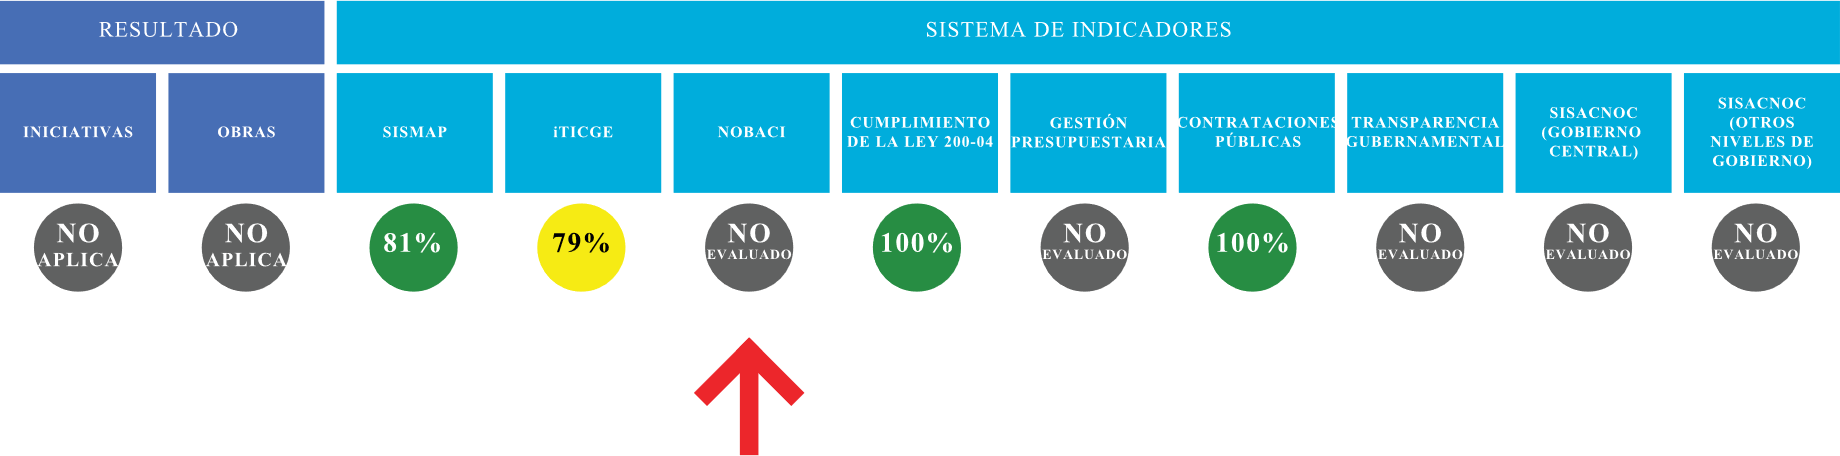 RESULTADO
SISTEMA DE INDICADORES
INICIATIVAS
OBRAS
SISMAP
iTICGE
NOBACI
CUMPLIMIENTO
DE LA LEY 200-04
GESTIÓN
PRESUPUESTARIA
CONTRATACIONES
PÚBLICAS
TRANSPARENCIA
GUBERNAMENTAL
SISACNOC
(GOBIERNO
CENTRAL)
SISACNOC
(OTROS
NIVELES DE
GOBIERNO)
NO
APLICA
NO
APLICA
81%
79%
NO
EVALUADO
100%
NO
EVALUADO
100%
NO
EVALUADO
NO
EVALUADO
NO
EVALUADO